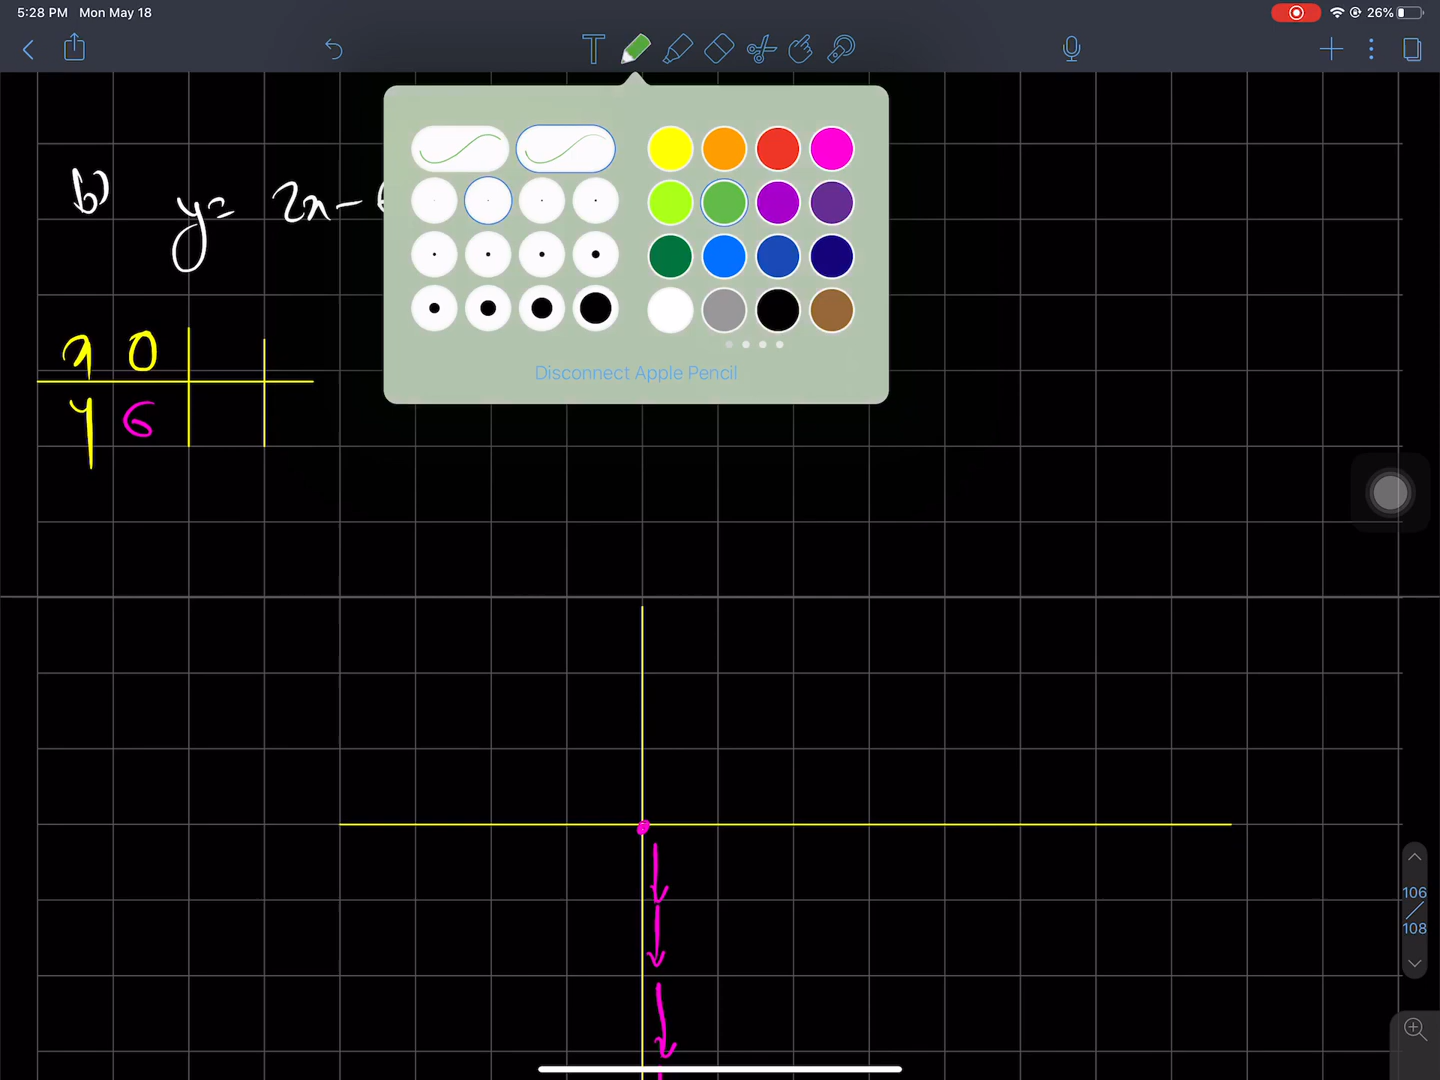 5:28 PM Mon May 18
26%
T
b) y= 2x-
x 0
y 6
Disconnect Apple Pencil
106
108